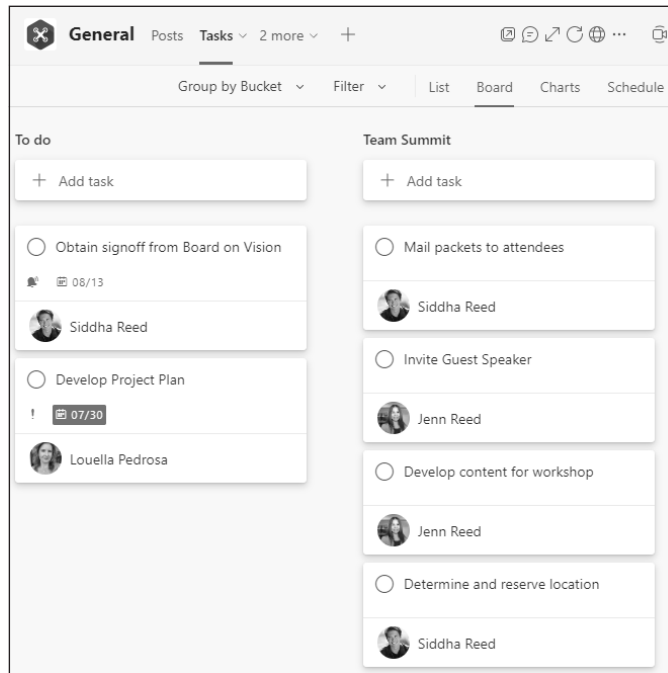 General Posts Tasks 2 more
Group by Bucket Filter List Board Charts Schedule
To do
Add task
Obtain signoff from Board on Vision
08/13
Siddha Reed
Develop Project Plan
! 07/30
Louella Pedrosa
Team Summit
Add task
Mail packets to attendees
Siddha Reed
Invite Guest Speaker
Jenn Reed
Develop content for workshop
Jenn Reed
Determine and reserve location
Siddha Reed